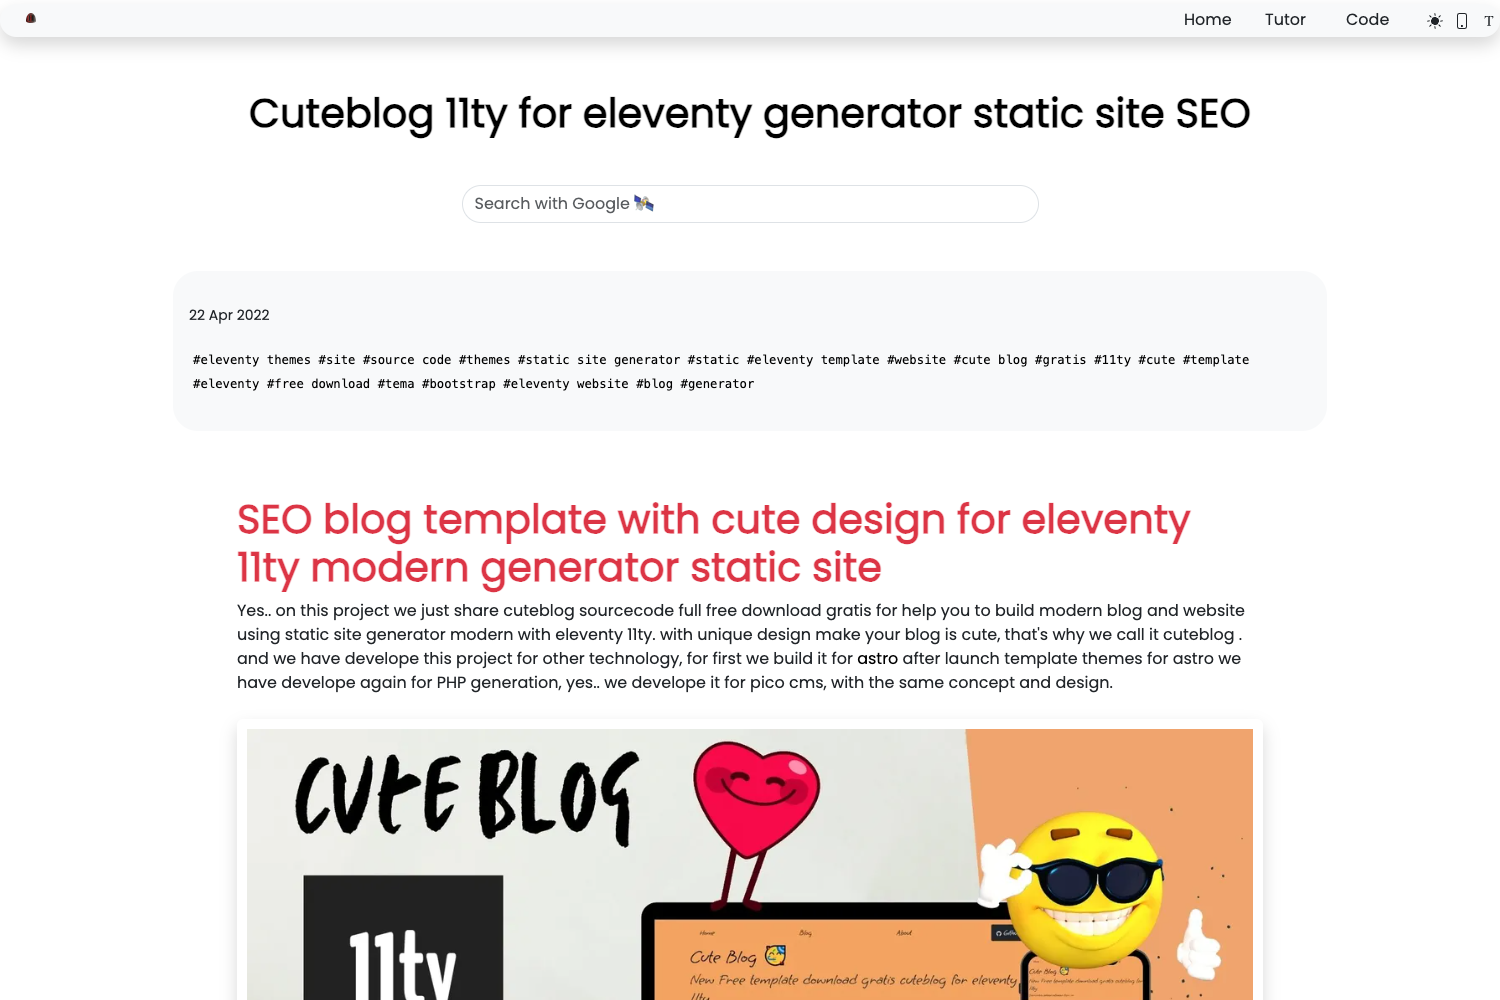 Home Tutor Code T
Cuteblog 11ty for eleventy generator static site SEO
Search with Google
22 Apr 2022
#eleventy themes #site #source code #themes #static site generator #static #eleventy template #website #cute blog #gratis #11ty #cute #template
#eleventy #free download #tema #bootstrap #eleventy website #blog #generator
SEO blog template with cute design for eleventy
11ty modern generator static site
Yes.. on this project we just share cuteblog sourcecode full free download gratis for help you to build modern blog and website
using static site generator modern with eleventy 11ty. with unique design make your blog is cute, that's why we call it cuteblog .
and we have develope this project for other technology, for first we build it for astro after launch template themes for astro we
have develope again for PHP generation, yes.. we develope it for pico cms, with the same concept and design.
CUTE BLOG
11ty
Home Blog About
Cute Blog
New Free template download gratis cuteblog for eleventy
11ty
Cute Blog